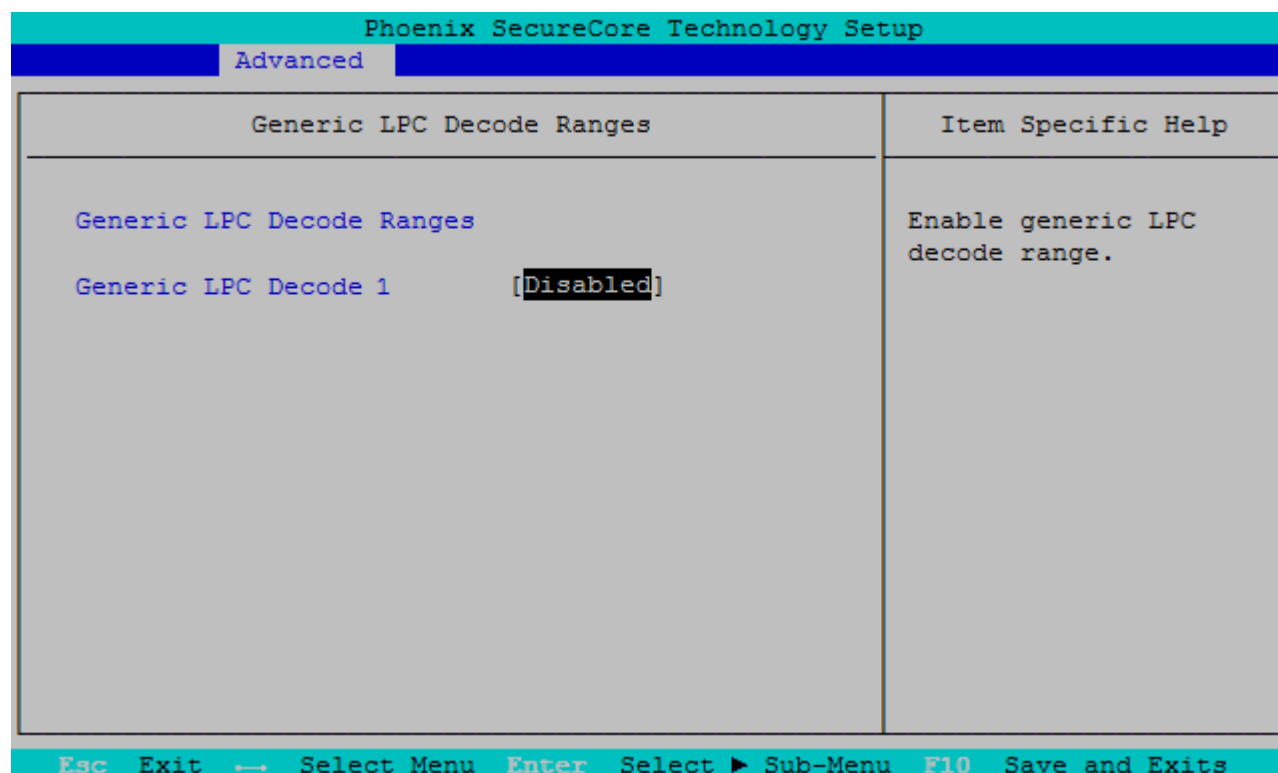 Phoenix SecureCore Technology Setup
Advanced
Generic LPC Decode Ranges
Item Specific Help
Generic LPC Decode Ranges
Generic LPC Decode 1 [Disabled]
Enable generic LPC
decode range.
Esc Exit ←→ Select Menu Enter Select ► Sub-Menu F10 Save and Exits